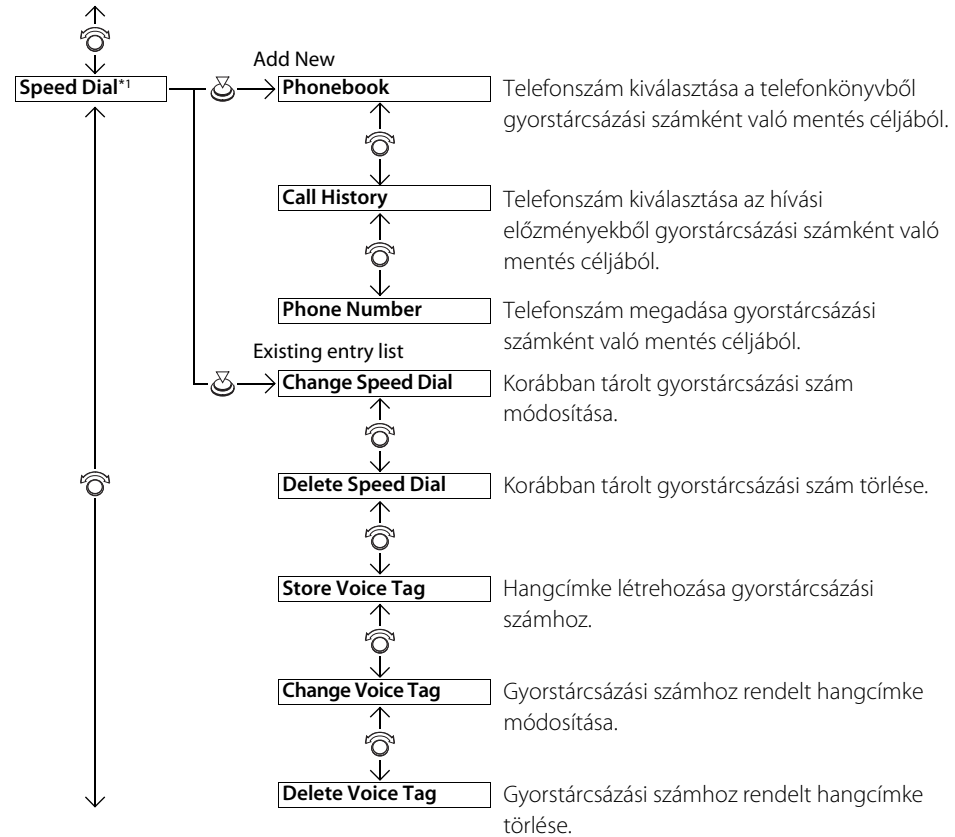 Add New
Speed Dial*1
Phonebook
Telefonszám kiválasztása a telefonkönyvből
gyorstárcsázási számként való mentés céljából.
Call History
Telefonszám kiválasztása az hívási
előzményekből gyorstárcsázási számként való
mentés céljából.
Phone Number
Telefonszám megadása gyorstárcsázási
számként való mentés céljából.
Existing entry list
Change Speed Dial
Korábban tárolt gyorstárcsázási szám
módosítása.
Delete Speed Dial
Korábban tárolt gyorstárcsázási szám törlése.
Store Voice Tag
Hangcímke létrehozása gyorstárcsázási
számhoz.
Change Voice Tag
Gyorstárcsázási számhoz rendelt hangcímke
módosítása.
Delete Voice Tag
Gyorstárcsázási számhoz rendelt hangcímke
törlése.